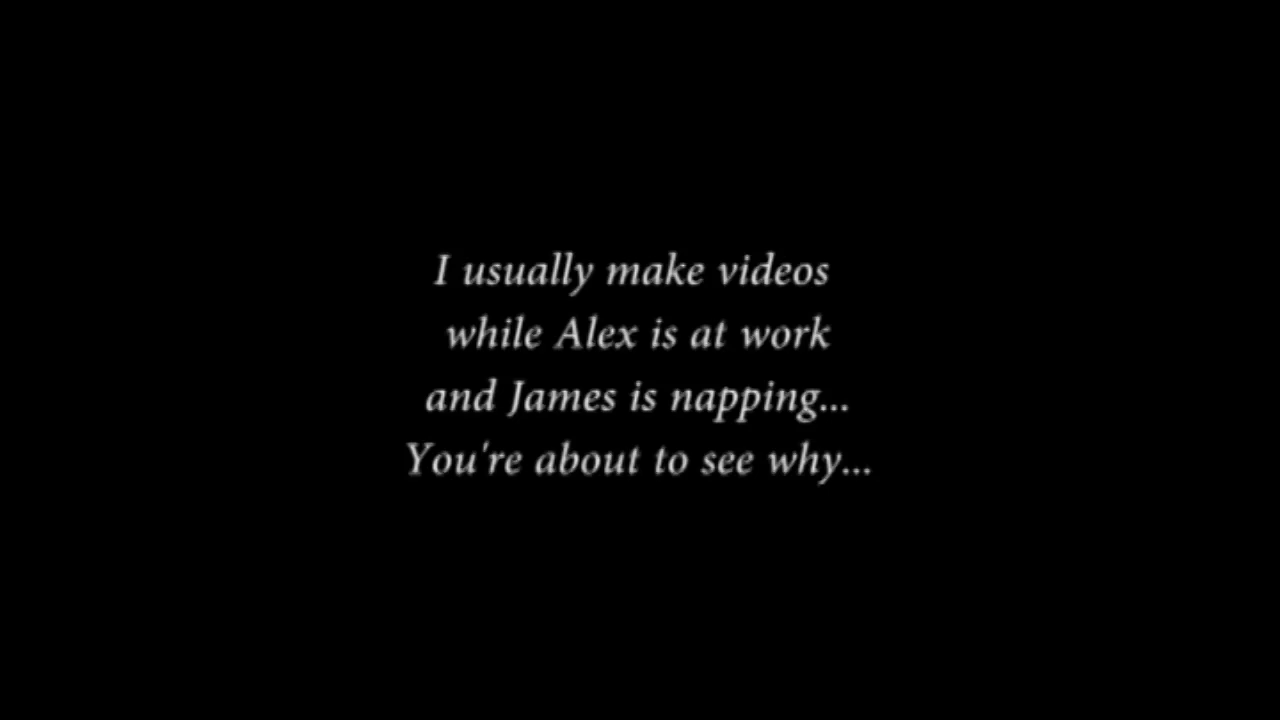 I usually make videos
while Alex is at work
and James is napping...
You're about to see why...